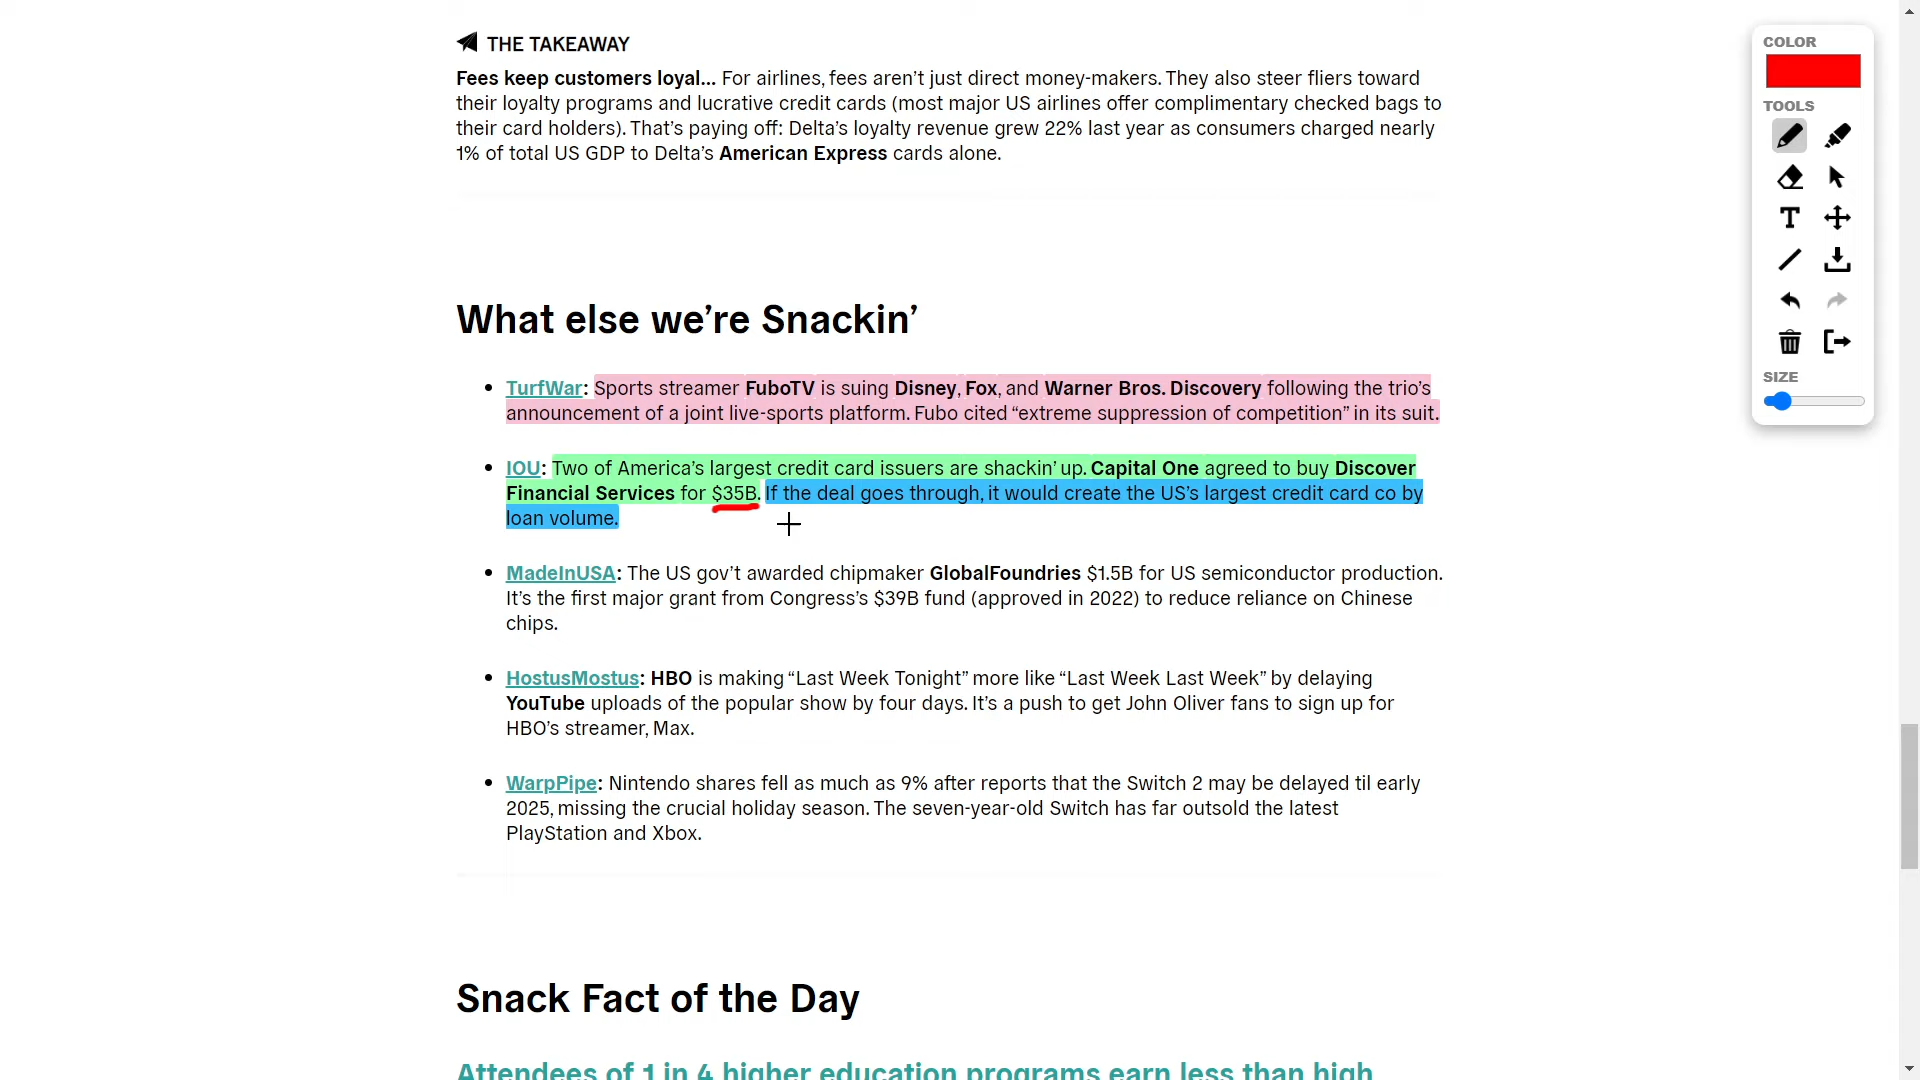 THE TAKEAWAY
Fees keep customers loyal... For airlines, fees aren’t just direct money-makers. They also steer fliers toward
their loyalty programs and lucrative credit cards (most major US airlines offer complimentary checked bags to
their card holders). That’s paying off: Delta’s loyalty revenue grew 22% last year as consumers charged nearly
1% of total US GDP to Delta’s American Express cards alone.
What else we’re Snackin’
TurfWar: Sports streamer FuboTV is suing Disney, Fox, and Warner Bros. Discovery following the trio’s
announcement of a joint live-sports platform. Fubo cited “extreme suppression of competition” in its suit.
IOU: Two of America’s largest credit card issuers are shackin’ up. Capital One agreed to buy Discover
Financial Services for $35B. If the deal goes through, it would create the US’s largest credit card co by
loan volume.
MadeInUSA: The US gov’t awarded chipmaker GlobalFoundries $1.5B for US semiconductor production.
It’s the first major grant from Congress’s $39B fund (approved in 2022) to reduce reliance on Chinese
chips.
HostusMostus: HBO is making “Last Week Tonight” more like “Last Week Last Week” by delaying
YouTube uploads of the popular show by four days. It’s a push to get John Oliver fans to sign up for
HBO’s streamer, Max.
WarpPipe: Nintendo shares fell as much as 9% after reports that the Switch 2 may be delayed til early
2025, missing the crucial holiday season. The seven-year-old Switch has far outsold the latest
PlayStation and Xbox.
Snack Fact of the Day
Attendees of 1 in 4 higher education programs earn less than high
COLOR
TOOLS
SIZE